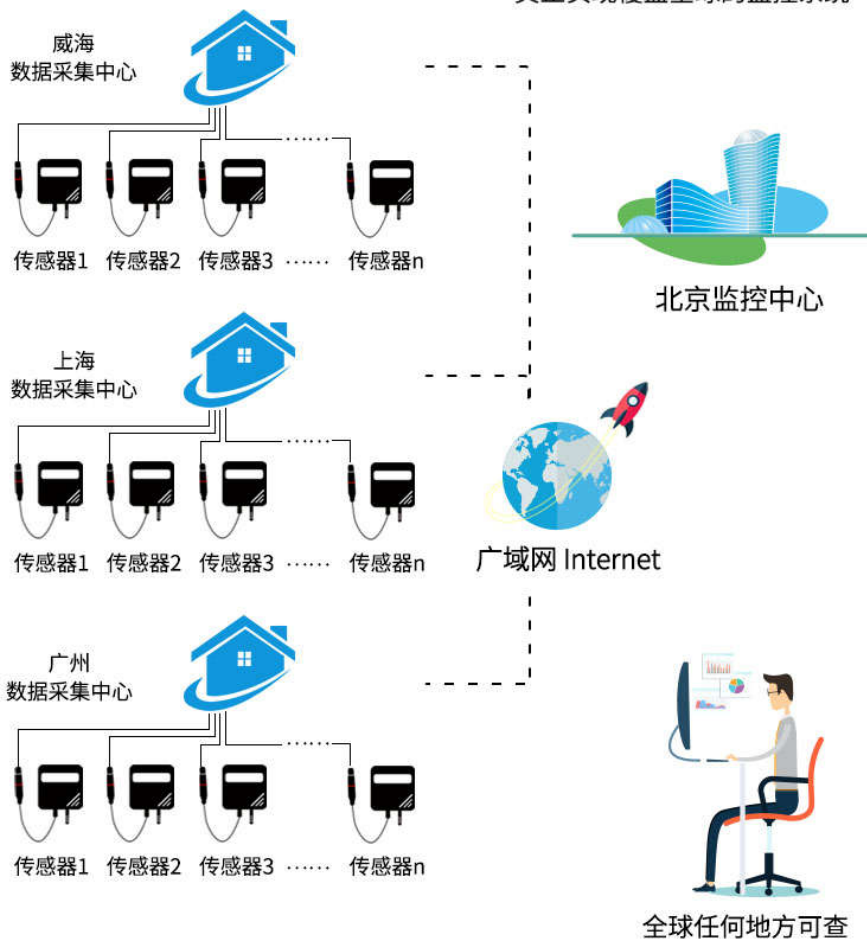 威海
数据采集中心
传感器1 传感器2 传感器3 …… 传感器n
北京监控中心
上海
数据采集中心
传感器1 传感器2 传感器3 …… 传感器n
广域网 Internet
广州
数据采集中心
传感器1 传感器2 传感器3 …… 传感器n
全球任何地方可查